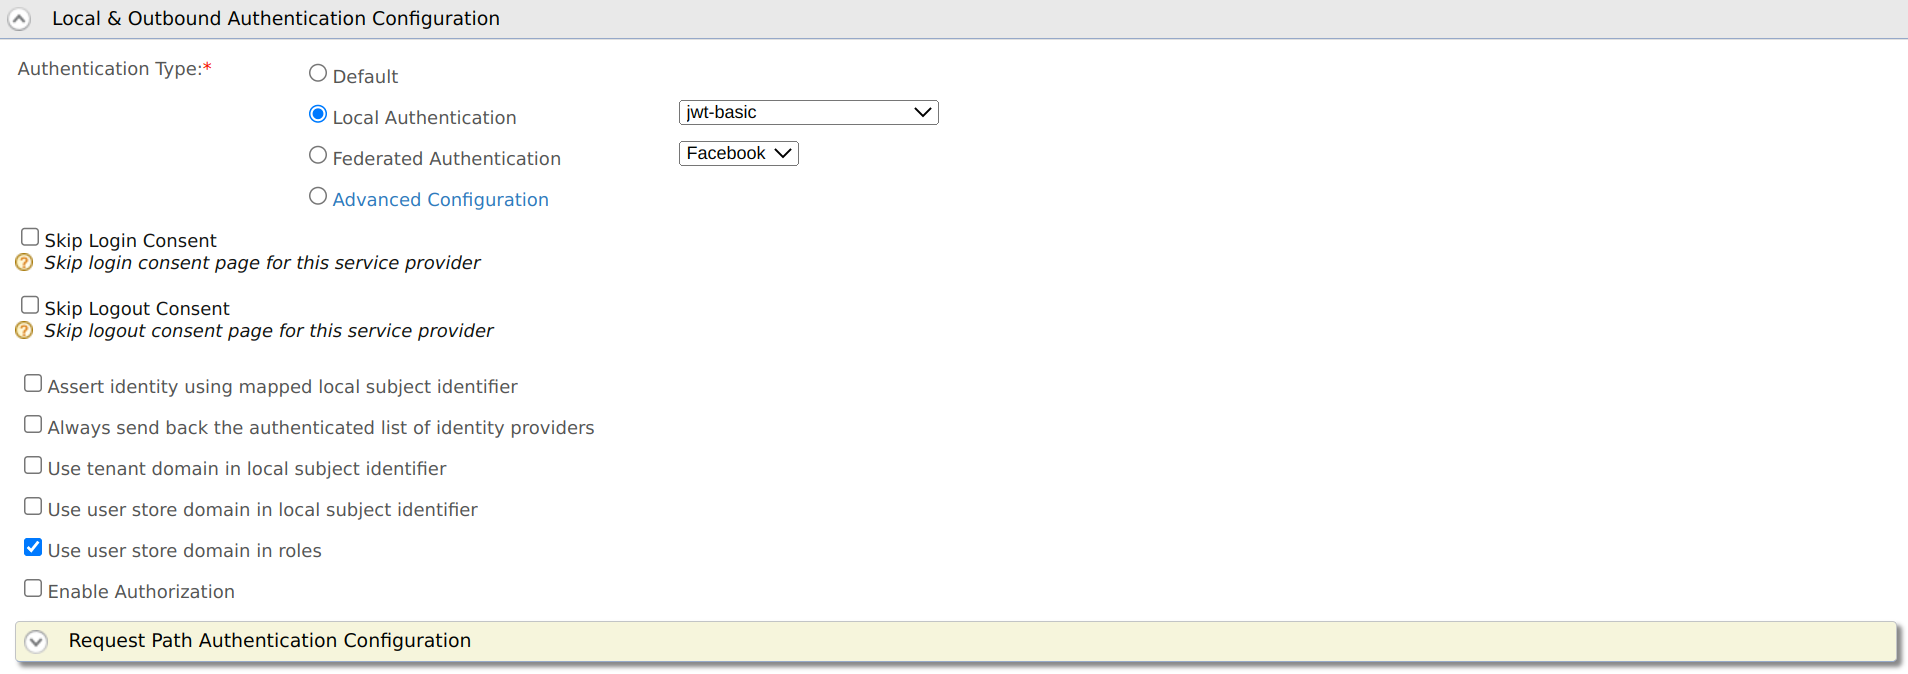 Local & Outbound Authentication Configuration
Authentication Type:*
Default
Local Authentication jwt-basic
Federated Authentication Facebook
Advanced Configuration
Skip Login Consent
? Skip login consent page for this service provider
Skip Logout Consent
? Skip logout consent page for this service provider
Assert identity using mapped local subject identifier
Always send back the authenticated list of identity providers
Use tenant domain in local subject identifier
Use user store domain in local subject identifier
Use user store domain in roles
Enable Authorization
Request Path Authentication Configuration